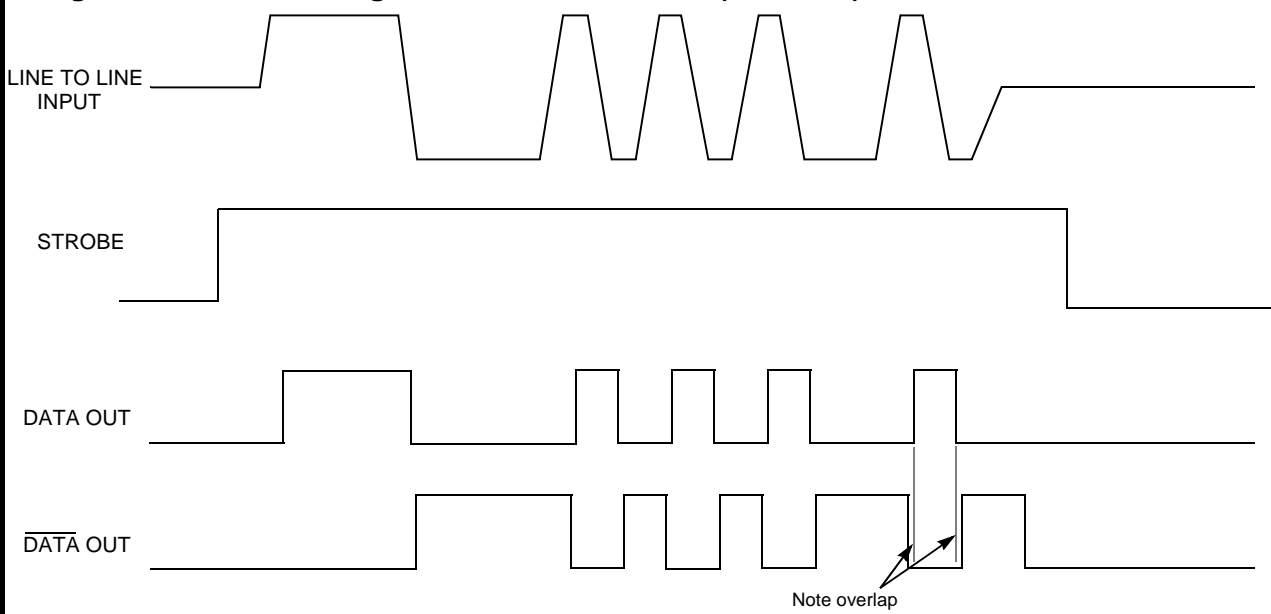 LINE TO LINE
INPUT
STROBE
DATA OUT
DATA OUT
Note overlap